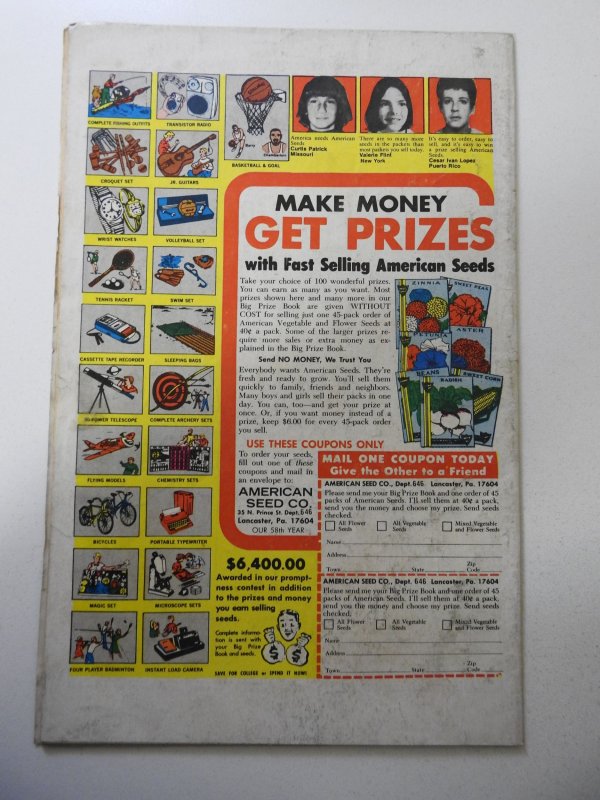 COMPLETE FISHING OUTFITS
TRANSISTOR RADIO
BASKETBALL & GOAL
CROQUET SET
JR. GUITARS
WRIST WATCHES
VOLLEYBALL SET
TENNIS RACKET
SWIM SET
CASSETTE TAPE RECORDER
SLEEPING BAGS
30-POWER TELESCOPE
COMPLETE ARCHERY SETS
FLYING MODELS
CHEMISTRY SETS
BICYCLES
PORTABLE TYPEWRITER
MAGIC SET
MICROSCOPE SETS
FOUR PLAYER BADMINTON
INSTANT LOAD CAMERA
America needs American
Seeds
Curtis Patrick
Missouri
There are so many more
seeds in the packets than
most packets you sell today.
Valerie Flint
New York
It's easy to order, easy to
sell, and it's easy to win
a prize selling American
Seeds.
Cesar Ivan Lopez
Puerto Rico
MAKE MONEY
GET PRIZES
with Fast Selling American Seeds
Take your choice of 100 wonderful prizes.
You can earn as many as you want. Most
prizes shown here and many more in our
Big Prize Book are given WITHOUT
COST for selling just one 45-pack order of
American Vegetable and Flower Seeds at
40¢ a pack. Some of the larger prizes re-
quire more sales or extra money as ex-
plained in the Big Prize Book.
Send NO MONEY, We Trust You
Everybody wants American Seeds. They're
fresh and ready to grow. You'll sell them
quickly to family, friends and neighbors.
Many boys and girls sell their packs in one
day. You can, too—and get your prize at
once. Or, if you want money instead of a
prize, keep $6.00 for every 45-pack order
you sell.
ZINNIA
SWEET PEAS
ASTER
BEANS
RADISH
SWEET CORN
USE THESE COUPONS ONLY
To order your seeds,
fill out one of these
coupons and mail in
an envelope to:
AMERICAN
SEED CO.
35 N. Prince St. Dept. 646
Lancaster, Pa. 17604
OUR 58th YEAR
$6,400.00
Awarded in our prompt-
ness contest in addition
to the prizes and money
you earn selling
seeds.
Complete informa-
tion is sent with
your Big Prize
Book and seeds.
$ $
SAVE FOR COLLEGE or SPEND IT NOW!
MAIL ONE COUPON TODAY
Give the Other to a Friend
AMERICAN SEED CO., Dept. 646 Lancaster, Pa. 17604
Please send me your Big Prize Book and one order of 45
packs of American Seeds. I'll sell them at 40¢ a pack,
send you the money and choose my prize. Send seeds
checked.
All Flower Seeds
All Vegetable Seeds
Mixed Vegetable and Flower Seeds
Name
Address
Town State Zip Code
AMERICAN SEED CO., Dept. 646 Lancaster, Pa. 17604
Please send me your Big Prize Book and one order of 45
packs of American Seeds. I'll sell them at 40¢ a pack,
send you the money and choose my prize. Send seeds
checked.
All Flower Seeds
All Vegetable Seeds
Mixed Vegetable and Flower Seeds
Name
Address
Town State Zip Code